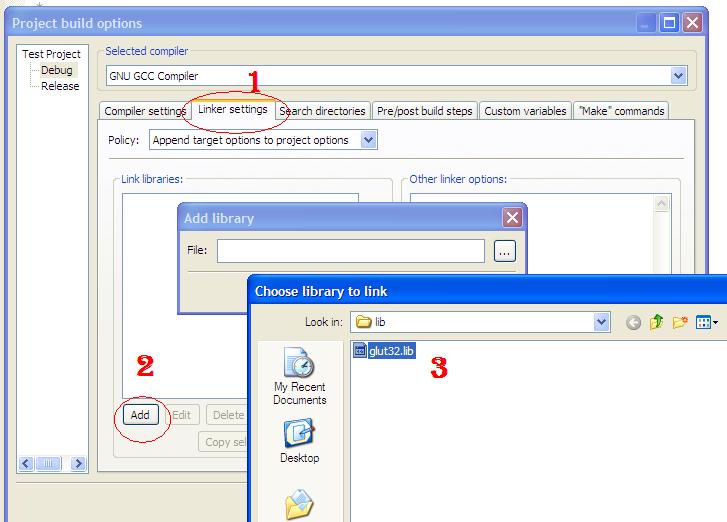 Project build options
Test Project
Debug
Release
Selected compiler
GNU GCC Compiler
1
Compiler settings
Linker settings
Search directories
Pre/post build steps
Custom variables
"Make" commands
Policy:
Append target options to project options
Link libraries:
Other linker options:
Add library
File:
...
Choose library to link
Look in:
lib
glut32.lib
3
My Recent
Documents
Desktop
2
Add
Edit
Delete
Copy sel